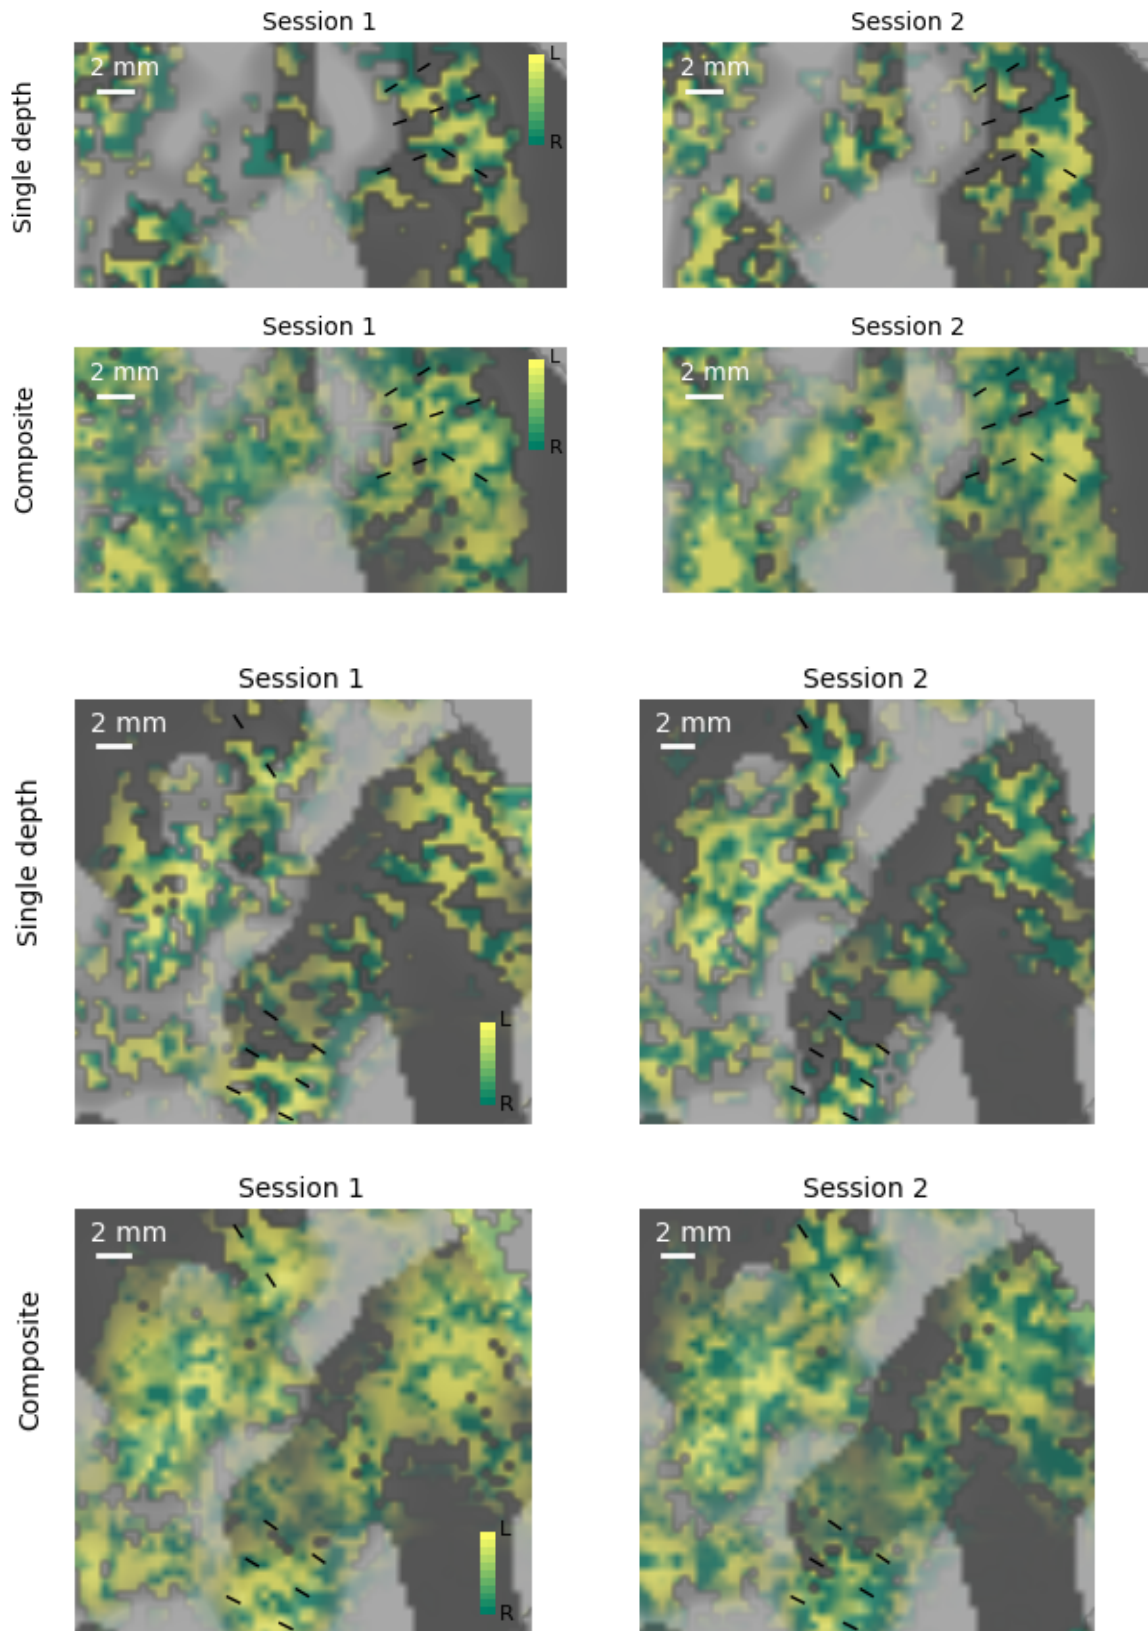 Session 1
Session 2
Single depth
2 mm
L
R
2 mm
Session 1
Session 2
Composite
2 mm
L
R
2 mm
Session 1
Session 2
Single depth
2 mm
L
R
2 mm
Session 1
Session 2
Composite
2 mm
L
R
2 mm